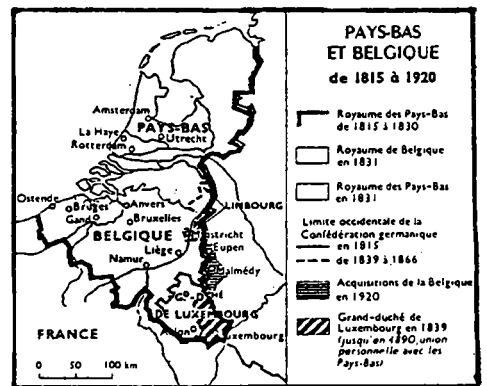 PAYS-BAS
ET BELGIQUE
de 1815 à 1920
Royaume des Pays-Bas
de 1815 à 1830
Royaume de Belgique
en 1831
Royaume des Pays-Bas
en 1831
Limite occidentale de la
Confédération germanique
en 1815
de 1839 à 1866
Acquisitions de la Belgique
en 1920
Grand-duché de
Luxembourg en 1839
(jusqu'en 1890, union
personnelle avec les
Pays-Bas)
Amsterdam
PAYS-BAS
La Haye
Utrecht
Rotterdam
LIMBOURG
Ostende
Bruges
Anvers
Gand
Bruxelles
BELGIQUE
Eupen
Liège
Namur
Malmédy
G-D
DE LUXEMBOURG
Arlon
Luxembourg
FRANCE
0 50 100 km